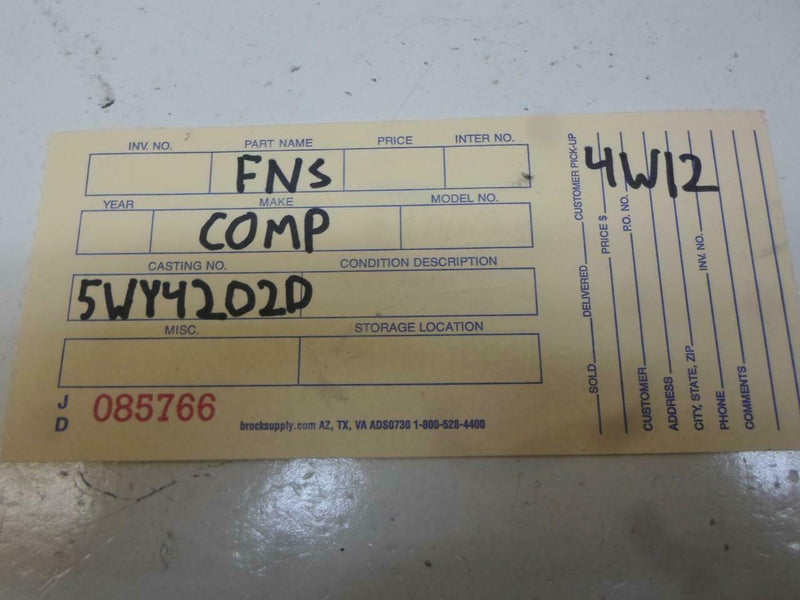 INV. NO. PART NAME PRICE INTER NO.
FNS
YEAR MAKE MODEL NO.
COMP
CASTING NO. CONDITION DESCRIPTION
5WY4202D
MISC. STORAGE LOCATION
J
D
085766
brocksupply.com AZ, TX, VA ADS0730 1-800-528-4400
4W12
SOLD DELIVERED CUSTOMER PICK-UP
PRICE $
P.O. NO.
CUSTOMER
ADDRESS
CITY, STATE, ZIP
PHONE INV. NO.
COMMENTS